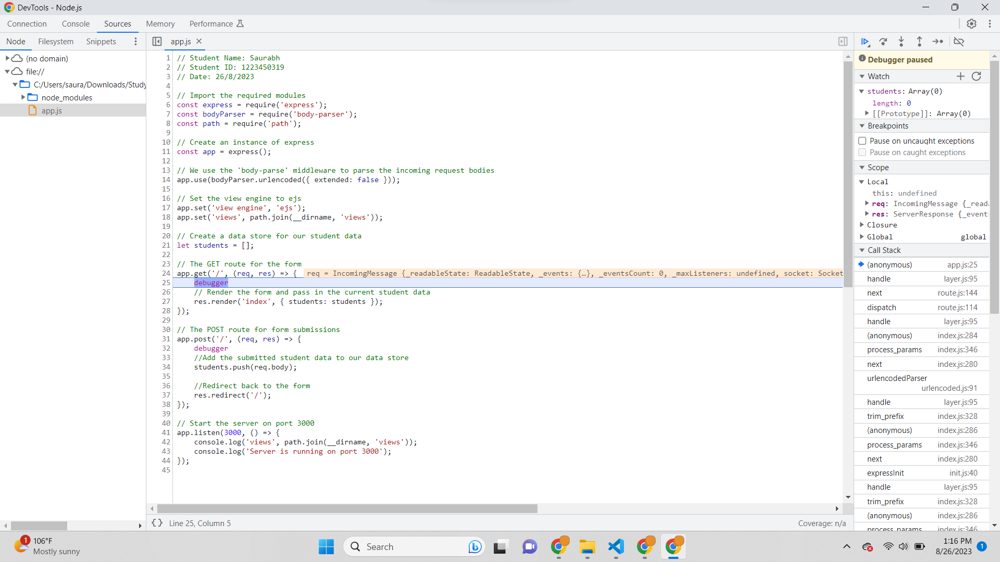 DevTools - Node.js
Connection Console Sources Memory Performance
Node Filesystem Snippets
app.js
(no domain)
file://
C:/Users/saura/Downloads/Study
node_modules
app.js
1 // Student Name: Saurabh
2 // Student ID: 1223450319
3 // Date: 26/8/2023
4
5 // Import the required modules
6 const express = require('express');
7 const bodyParser = require('body-parser');
8 const path = require('path');
9
10 // Create an instance of express
11 const app = express();
12
13 // We use the 'body-parse' middleware to parse the incoming request bodies
14 app.use(bodyParser.urlencoded({ extended: false }));
15
16 // Set the view engine to ejs
17 app.set('view engine', 'ejs');
18 app.set('views', path.join(__dirname, 'views'));
19
20 // Create a data store for our student data
21 let students = [];
22
23 // The GET route for the form
24 app.get('/', (req, res) => { req = IncomingMessage {_readableState: ReadableState, _events: {…}, _eventsCount: 0, _maxListeners: undefined, socket: Socket
25 debugger
26 // Render the form and pass in the current student data
27 res.render('index', { students: students });
28 });
29
30 // The POST route for form submissions
31 app.post('/', (req, res) => {
32 debugger
33 //Add the submitted student data to our data store
34 students.push(req.body);
35
36 //Redirect back to the form
37 res.redirect('/');
38 });
39
40 // Start the server on port 3000
41 app.listen(3000, () => {
42 console.log('views', path.join(__dirname, 'views'));
43 console.log('Server is running on port 3000');
44 });
45
{} Line 25, Column 5
Coverage: n/a
Debugger paused
Watch
students: Array(0)
length: 0
[[Prototype]]: Array(0)
Breakpoints
Pause on uncaught exceptions
Pause on caught exceptions
Scope
Local
this: undefined
req: IncomingMessage {_read
res: ServerResponse {_event
Closure
Global global
Call Stack
(anonymous) app.js:25
handle layer.js:95
next route.js:144
dispatch route.js:114
handle layer.js:95
(anonymous) index.js:284
process_params index.js:346
next index.js:280
urlencodedParser
urlencoded.js:91
handle layer.js:95
trim_prefix index.js:328
(anonymous) index.js:286
process_params index.js:346
next index.js:280
expressInit init.js:40
handle layer.js:95
trim_prefix index.js:328
(anonymous) index.js:286
process_params index.js:346
1
106°F
Mostly sunny
Search
1:16 PM
8/26/2023
1